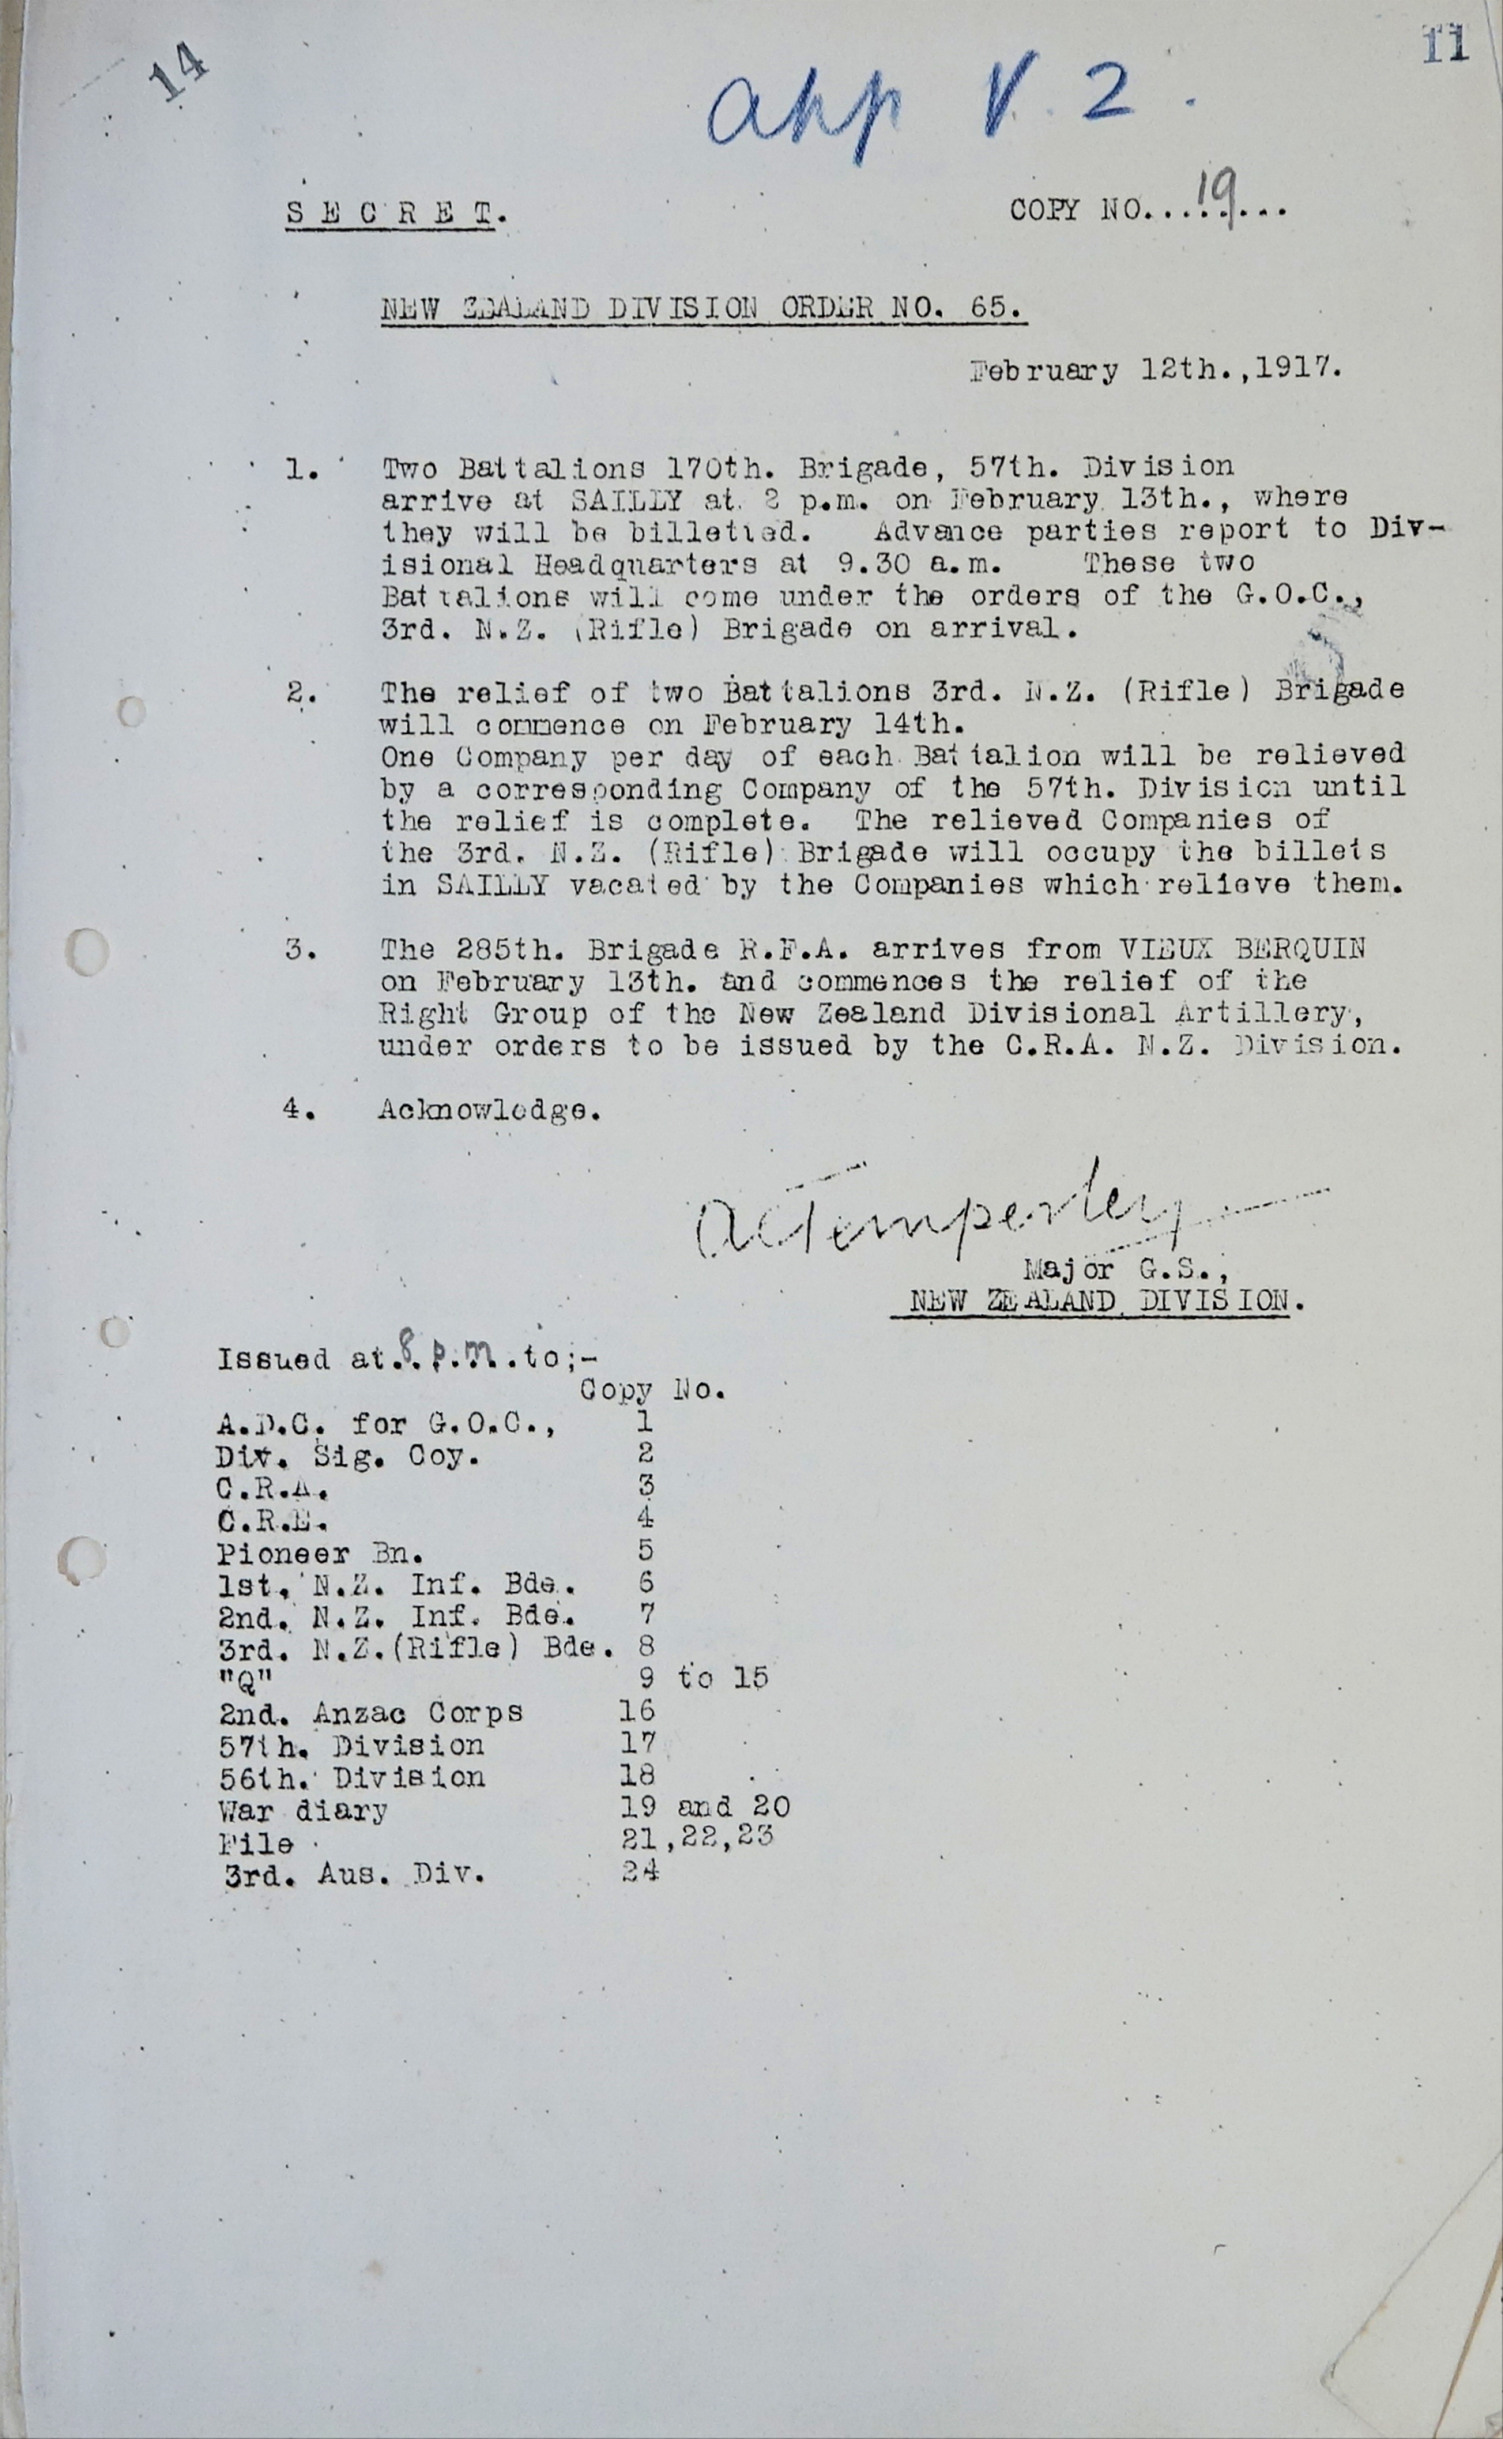 14
11
App V. 2.
SECRET.
COPY NO....19....
NEW ZEALAND DIVISION ORDER NO. 65.
February 12th.,1917.
1. Two Battalions 170th. Brigade, 57th. Division
arrive at SAILLY at 2 p.m. on February 13th., where
they will be billetted. Advance parties report to Div-
isional Headquarters at 9.30 a.m. These two
Battalions will come under the orders of the G.O.C.,
3rd. N.Z. (Rifle) Brigade on arrival.
2. The relief of two Battalions 3rd. N.Z. (Rifle) Brigade
will commence on February 14th.
One Company per day of each Battalion will be relieved
by a corresponding Company of the 57th. Division until
the relief is complete. The relieved Companies of
the 3rd. N.Z. (Rifle) Brigade will occupy the billets
in SAILLY vacated by the Companies which relieve them.
3. The 285th. Brigade R.F.A. arrives from VIEUX BERQUIN
on February 13th. and commences the relief of the
Right Group of the New Zealand Divisional Artillery,
under orders to be issued by the C.R.A. N.Z. Division.
4. Acknowledge.
ACTemperley
Major G.S.,
NEW ZEALAND DIVISION.
Issued at.8 p.m..to;-
Copy No.
A.D.C. for G.O.C., 1
Div. Sig. Coy. 2
C.R.A. 3
C.R.E. 4
Pioneer Bn. 5
1st. N.Z. Inf. Bde. 6
2nd. N.Z. Inf. Bde. 7
3rd. N.Z.(Rifle) Bde. 8
"Q" 9 to 15
2nd. Anzac Corps 16
57th. Division 17
56th. Division 18
War diary 19 and 20
File 21,22,23
3rd. Aus. Div. 24